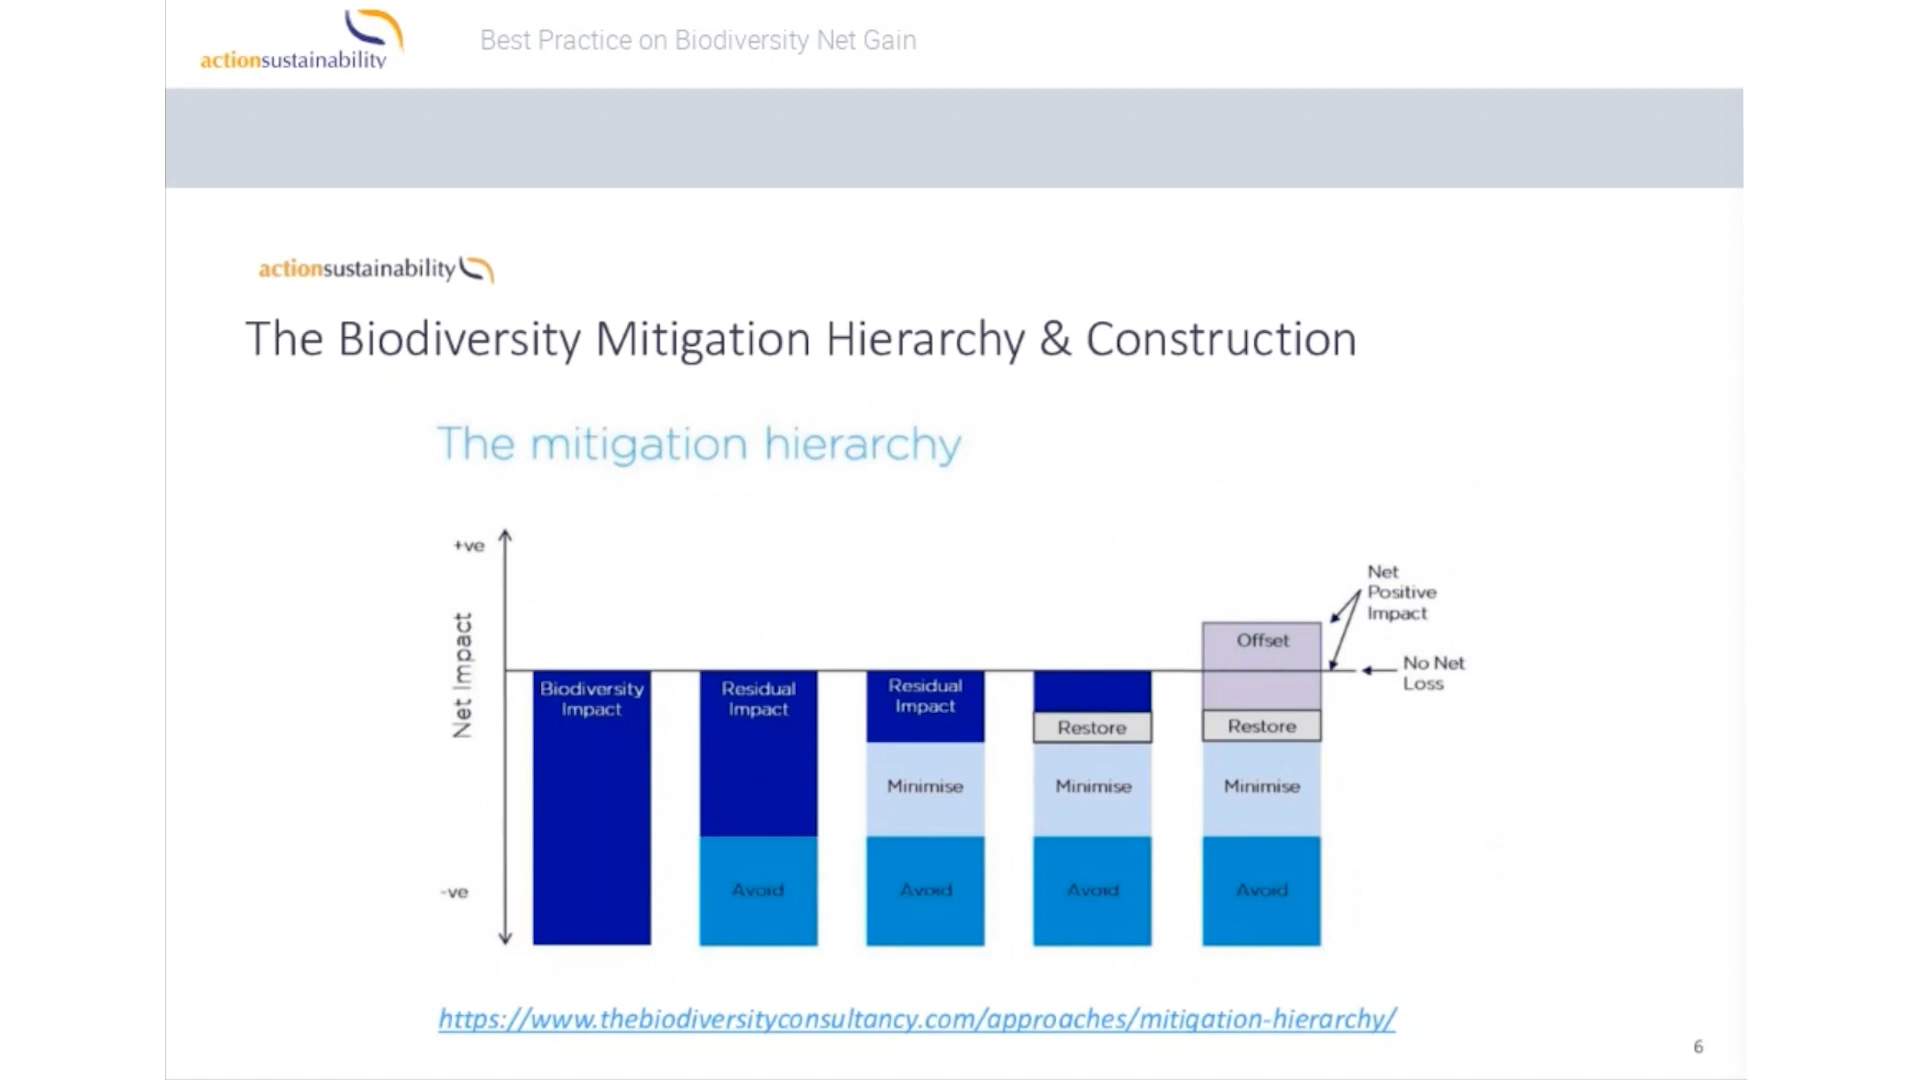 actionsustainability
Best Practice on Biodiversity Net Gain
actionsustainability
The Biodiversity Mitigation Hierarchy & Construction
The mitigation hierarchy
+ve
Net Impact
-ve
Biodiversity
Impact
Residual
Impact
Avoid
Residual
Impact
Minimise
Avoid
Restore
Minimise
Avoid
Offset
Restore
Minimise
Avoid
Net
Positive
Impact
No Net
Loss
https://www.thebiodiversityconsultancy.com/approaches/mitigation-hierarchy/
6